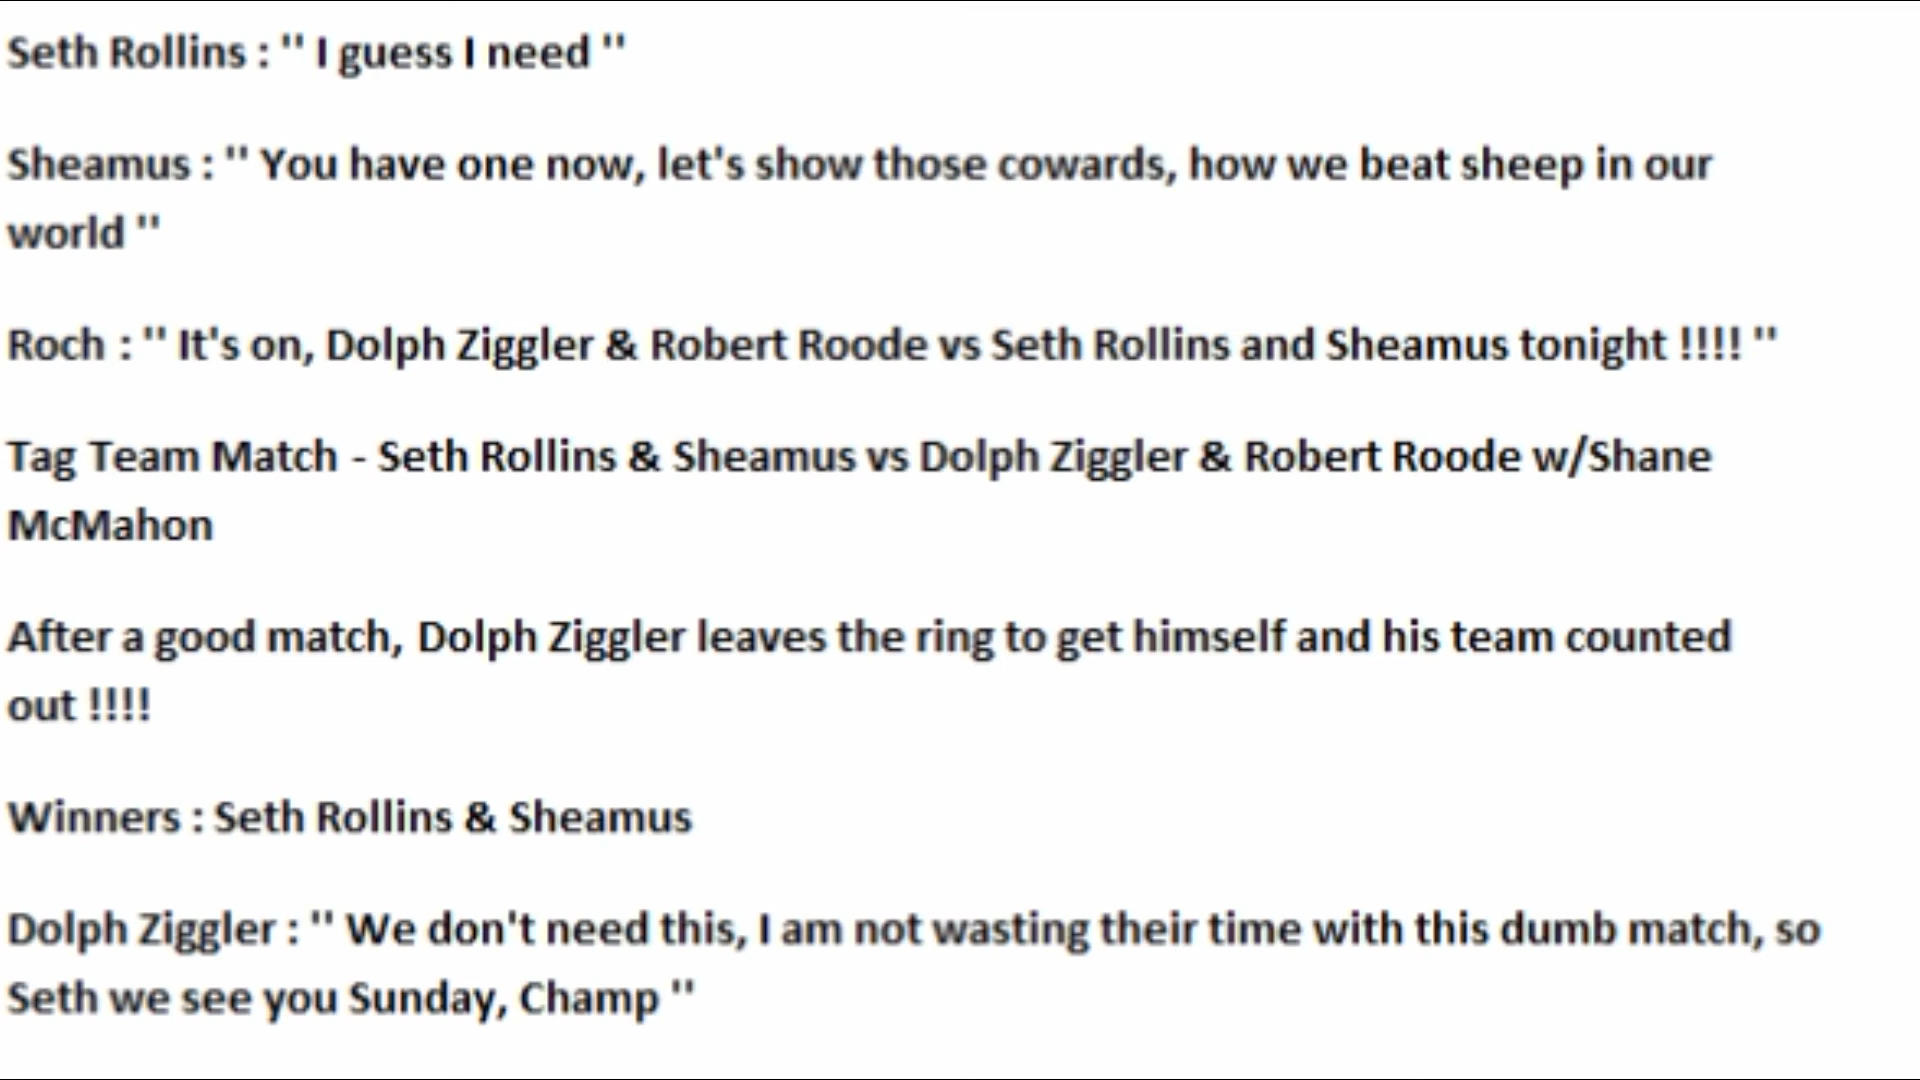 Seth Rollins : '' I guess I need ''
Sheamus : '' You have one now, let's show those cowards, how we beat sheep in our
world ''
Roch : '' It's on, Dolph Ziggler & Robert Roode vs Seth Rollins and Sheamus tonight !!!! ''
Tag Team Match - Seth Rollins & Sheamus vs Dolph Ziggler & Robert Roode w/Shane
McMahon
After a good match, Dolph Ziggler leaves the ring to get himself and his team counted
out !!!!
Winners : Seth Rollins & Sheamus
Dolph Ziggler : '' We don't need this, I am not wasting their time with this dumb match, so
Seth we see you Sunday, Champ ''